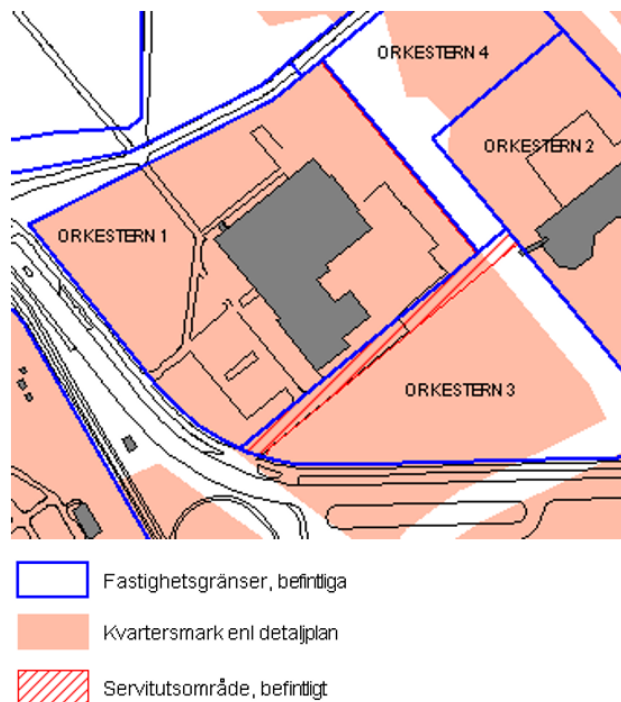 ORKESTERN 4
ORKESTERN 2
ORKESTERN 1
ORKESTERN 3
Fastighetsgränser, befintliga
Kvartersmark enl detaljplan
Servitutsområde, befintligt